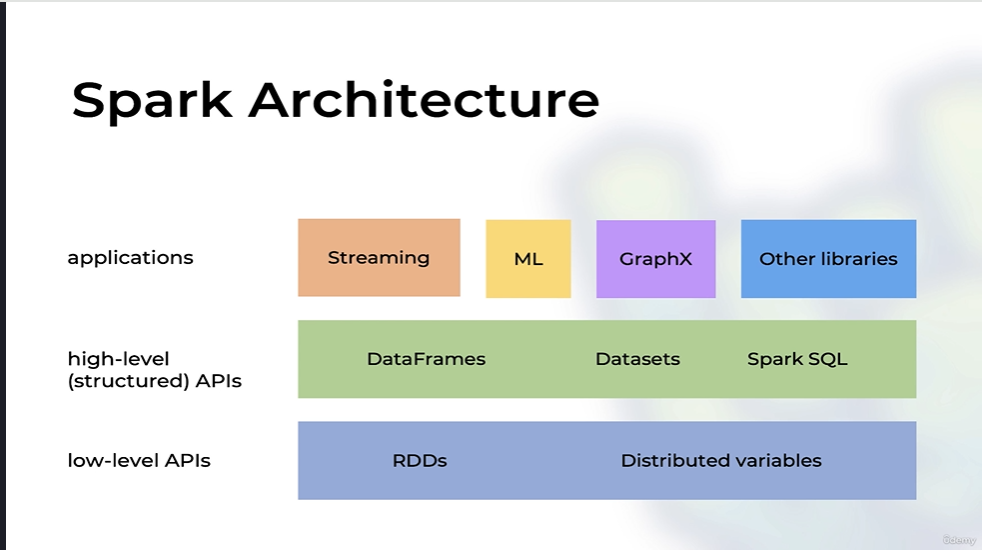 Spark Architecture
applications
Streaming
ML
GraphX
Other libraries
high-level
(structured) APIs
DataFrames
Datasets
Spark SQL
low-level APIs
RDDs
Distributed variables
ûdemy